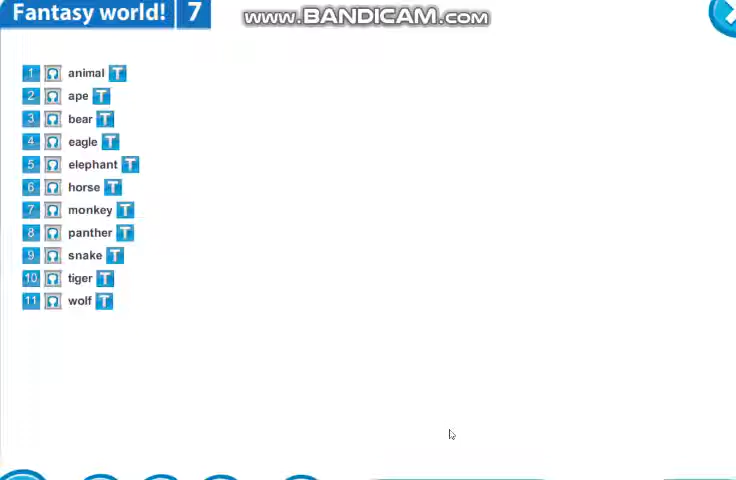 Fantasy world! 7
www.BANDICAM.com
1 animal T
2 ape T
3 bear T
4 eagle T
5 elephant T
6 horse T
7 monkey T
8 panther T
9 snake T
10 tiger T
11 wolf T